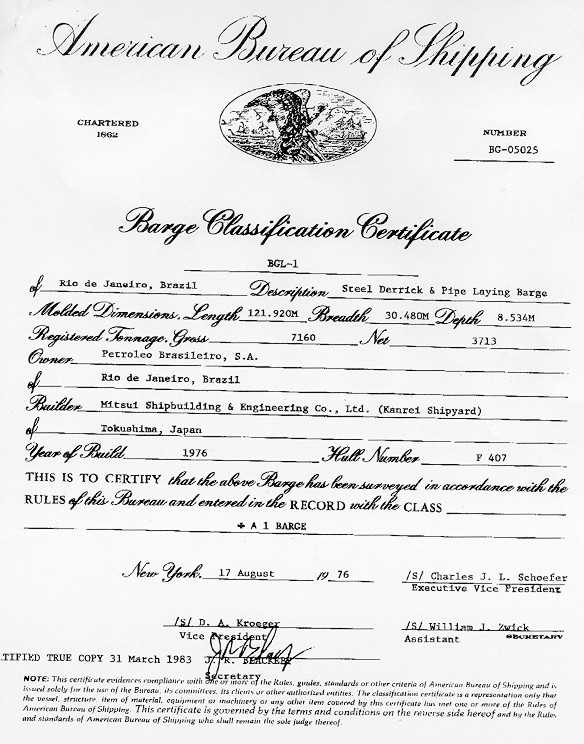 American Bureau of Shipping
CHARTERED
1862
NUMBER
BG-05025
Barge Classification Certificate
BGL-1
of Rio de Janeiro, Brazil Description Steel Derrick & Pipe Laying Barge
Molded Dimensions, Length 121.920M Breadth 30.480M Depth 8.534M
Registered Tonnage, Gross 7160 Net 3713
Owner Petroleo Brasileiro, S.A.
of Rio de Janeiro, Brazil
Builder Mitsui Shipbuilding & Engineering Co., Ltd. (Kanrei Shipyard)
of Tokushima, Japan
Year of Build 1976 Hull Number F 407
THIS IS TO CERTIFY that the above Barge has been surveyed in accordance with the
RULES of this Bureau and entered in the RECORD with the CLASS
✠ A 1 BARGE
New York. 17 August 19 76
/S/ Charles J. L. Schoefer
Executive Vice President
/S/ D. A. Kroeger
Vice President
/S/ William J. Zwick
Assistant SECRETARY
TIFIED TRUE COPY 31 March 1983 J. R. BLACKEBY
Secretary
NOTE: This certificate evidences compliance with one or more of the Rules, guides, standards or other criteria of American Bureau of Shipping and is
issued solely for the use of the Bureau, its committees, its clients or other authorized entities. The classification certificate is a representation only that
the vessel, structure, item of material, equipment or machinery or any other item covered by this certificate has met one or more of the Rules of
American Bureau of Shipping. This certificate is governed by the terms and conditions on the reverse side hereof and by the Rules
and standards of American Bureau of Shipping who shall remain the sole judge thereof.